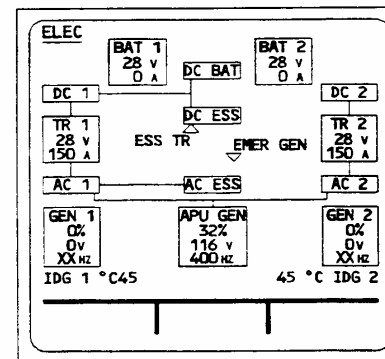 ELEC
BAT 1
28 V
0 A
BAT 2
28 V
0 A
DC BAT
DC 1
DC 2
DC ESS
TR 1
28 V
150 A
ESS TR
EMER GEN
TR 2
28 V
150 A
AC 1
AC ESS
AC 2
GEN 1
0%
0V
XX HZ
APU GEN
32%
116 V
400 HZ
GEN 2
0%
0V
XX HZ
IDG 1 °C45
45 °C IDG 2